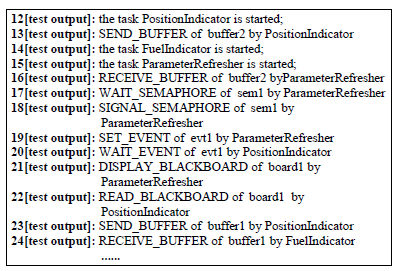 12[test output]: the task PositionIndicator is started;
13[test output]: SEND_BUFFER of buffer2 by PositionIndicator
14[test output]: the task FuelIndicator is started;
15[test output]: the task ParameterRefresher is started;
16[test output]: RECEIVE_BUFFER of buffer2 byParameterRefresher
17[test output]: WAIT_SEMAPHORE of sem1 by ParameterRefresher
18[test output]: SIGNAL_SEMAPHORE of sem1 by
ParameterRefresher
19[test output]: SET_EVENT of evt1 by ParameterRefresher
20[test output]: WAIT_EVENT of evt1 by PositionIndicator
21[test output]: DISPLAY_BLACKBOARD of board1 by
ParameterRefresher
22[test output]: READ_BLACKBOARD of board1 by
PositionIndicator
23[test output]: SEND_BUFFER of buffer1 by PositionIndicator
24[test output]: RECEIVE_BUFFER of buffer1 by FuelIndicator
......